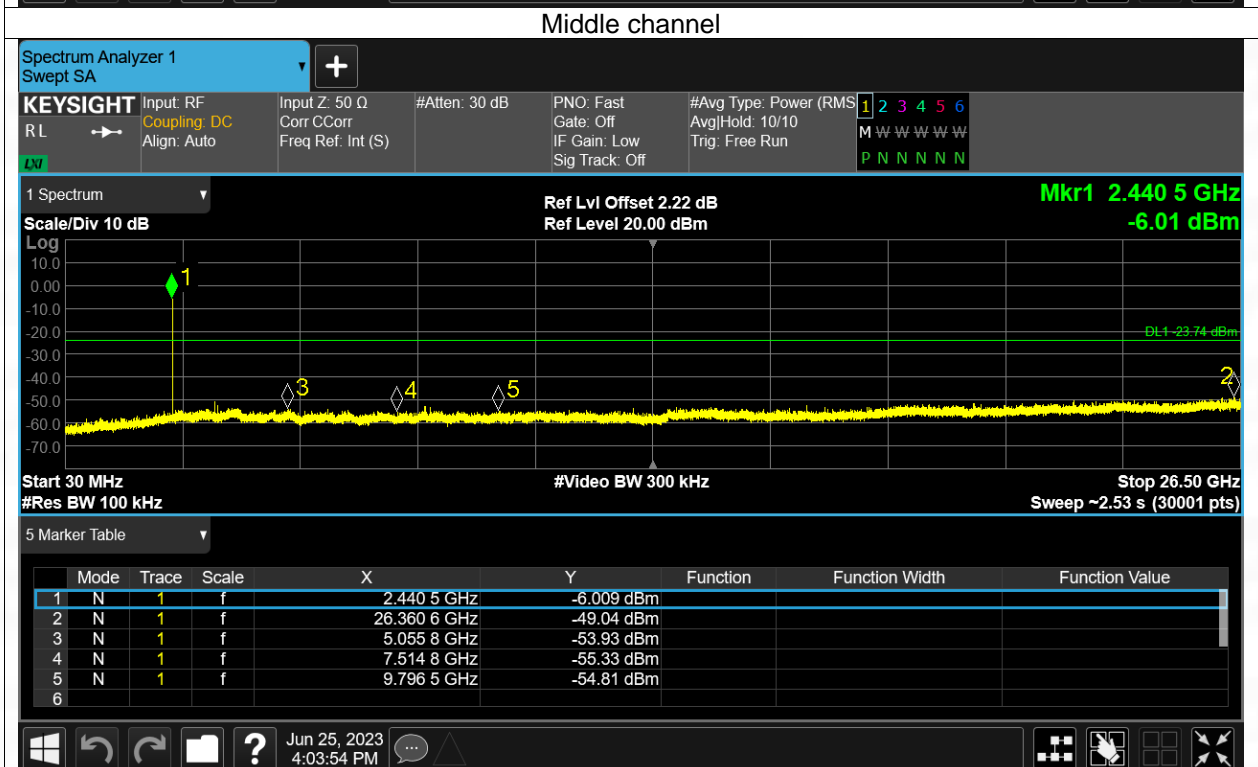 Middle channel
Spectrum Analyzer 1
Swept SA
KEYSIGHT Input: RF Input Z: 50 Ω #Atten: 30 dB PNO: Fast #Avg Type: Power (RMS 1 2 3 4 5 6
RL Coupling: DC Corr CCorr Gate: Off Avg|Hold: 10/10 M W W W W W
Align: Auto Freq Ref: Int (S) IF Gain: Low Trig: Free Run
LXI Sig Track: Off P N N N N N
1 Spectrum Ref Lvl Offset 2.22 dB Mkr1 2.440 5 GHz
Scale/Div 10 dB Ref Level 20.00 dBm -6.01 dBm
Log
10.0
1
0.00
-10.0
-20.0 DL1 -23.74 dBm
-30.0
-40.0 3 4 5 2
-50.0
-60.0
-70.0
Start 30 MHz #Video BW 300 kHz Stop 26.50 GHz
#Res BW 100 kHz Sweep ~2.53 s (30001 pts)
5 Marker Table
Mode Trace Scale X Y Function Function Width Function Value
1 N 1 f 2.440 5 GHz -6.009 dBm
2 N 1 f 26.360 6 GHz -49.04 dBm
3 N 1 f 5.055 8 GHz -53.93 dBm
4 N 1 f 7.514 8 GHz -55.33 dBm
5 N 1 f 9.796 5 GHz -54.81 dBm
6
? Jun 25, 2023
4:03:54 PM